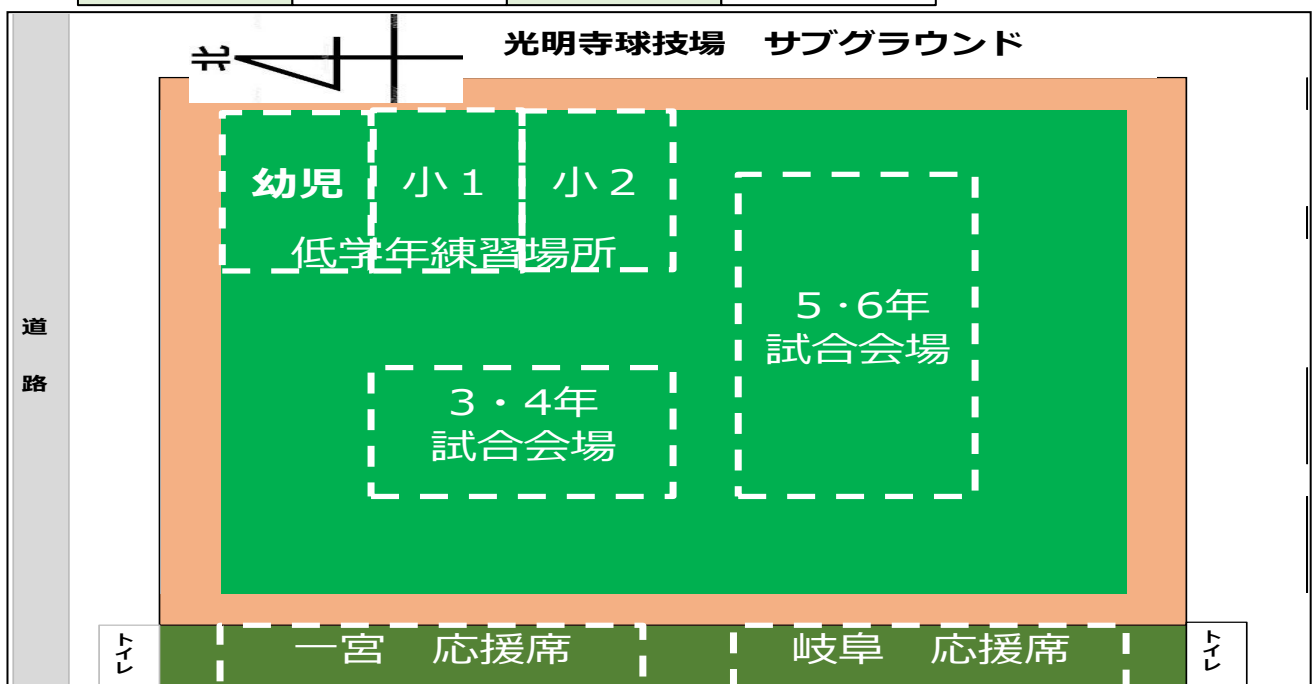 光明寺球技場　サブグラウンド
北
幼児
小１
小２
低学年練習場所
５・６年
試合会場
３・４年
試合会場
道
路
トイレ
一宮　応援席
岐阜　応援席
トイレ